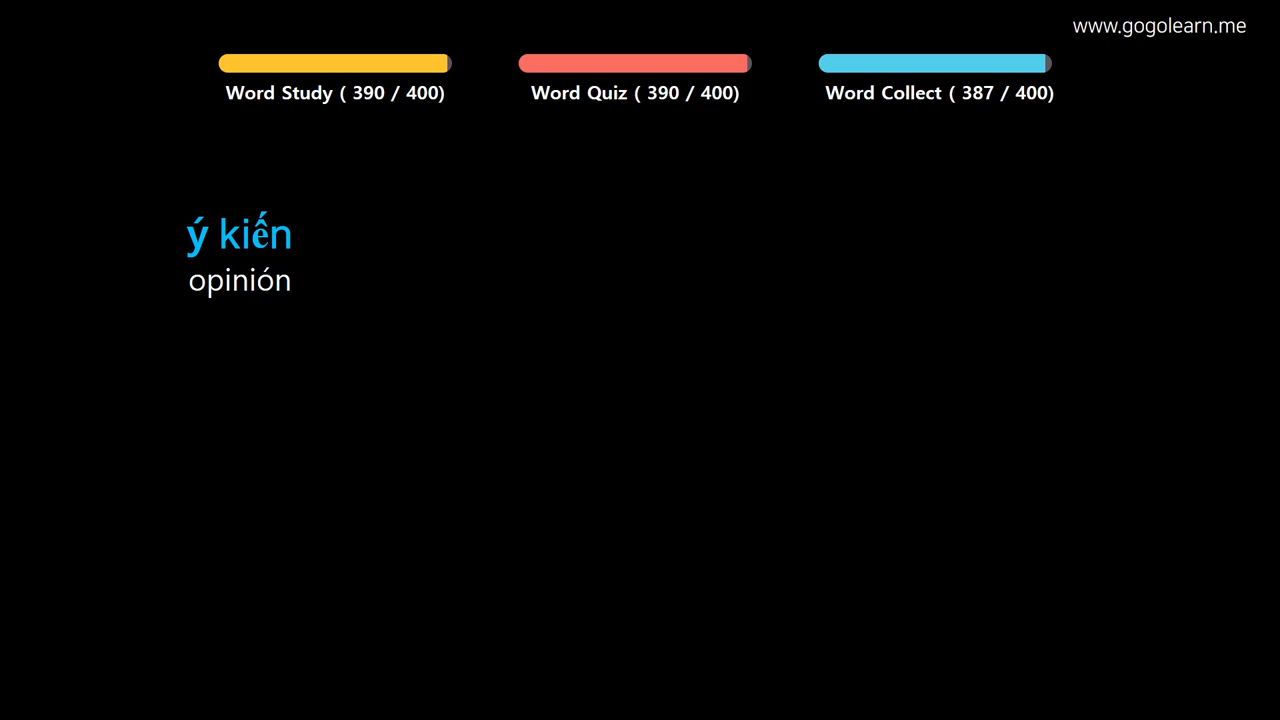 www.gogolearn.me
Word Study ( 390 / 400)
Word Quiz ( 390 / 400)
Word Collect ( 387 / 400)
ý kiến
opinión